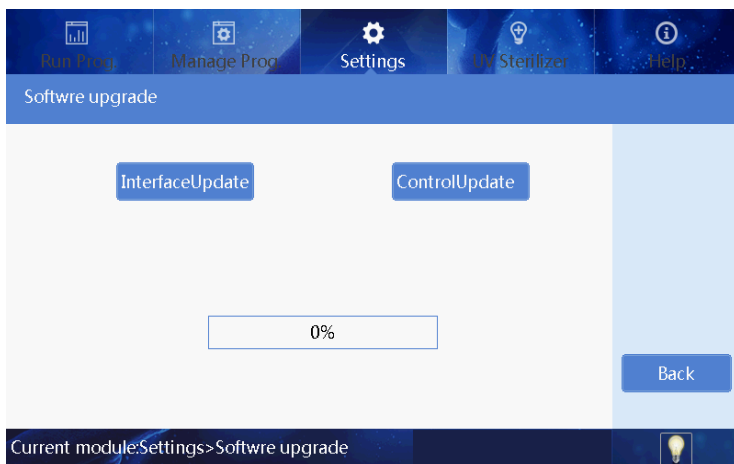 Run Prog.
Manage Prog.
Settings
UV Sterilizer
Help
Softwre upgrade
InterfaceUpdate
ControlUpdate
0%
Back
Current module:Settings>Softwre upgrade